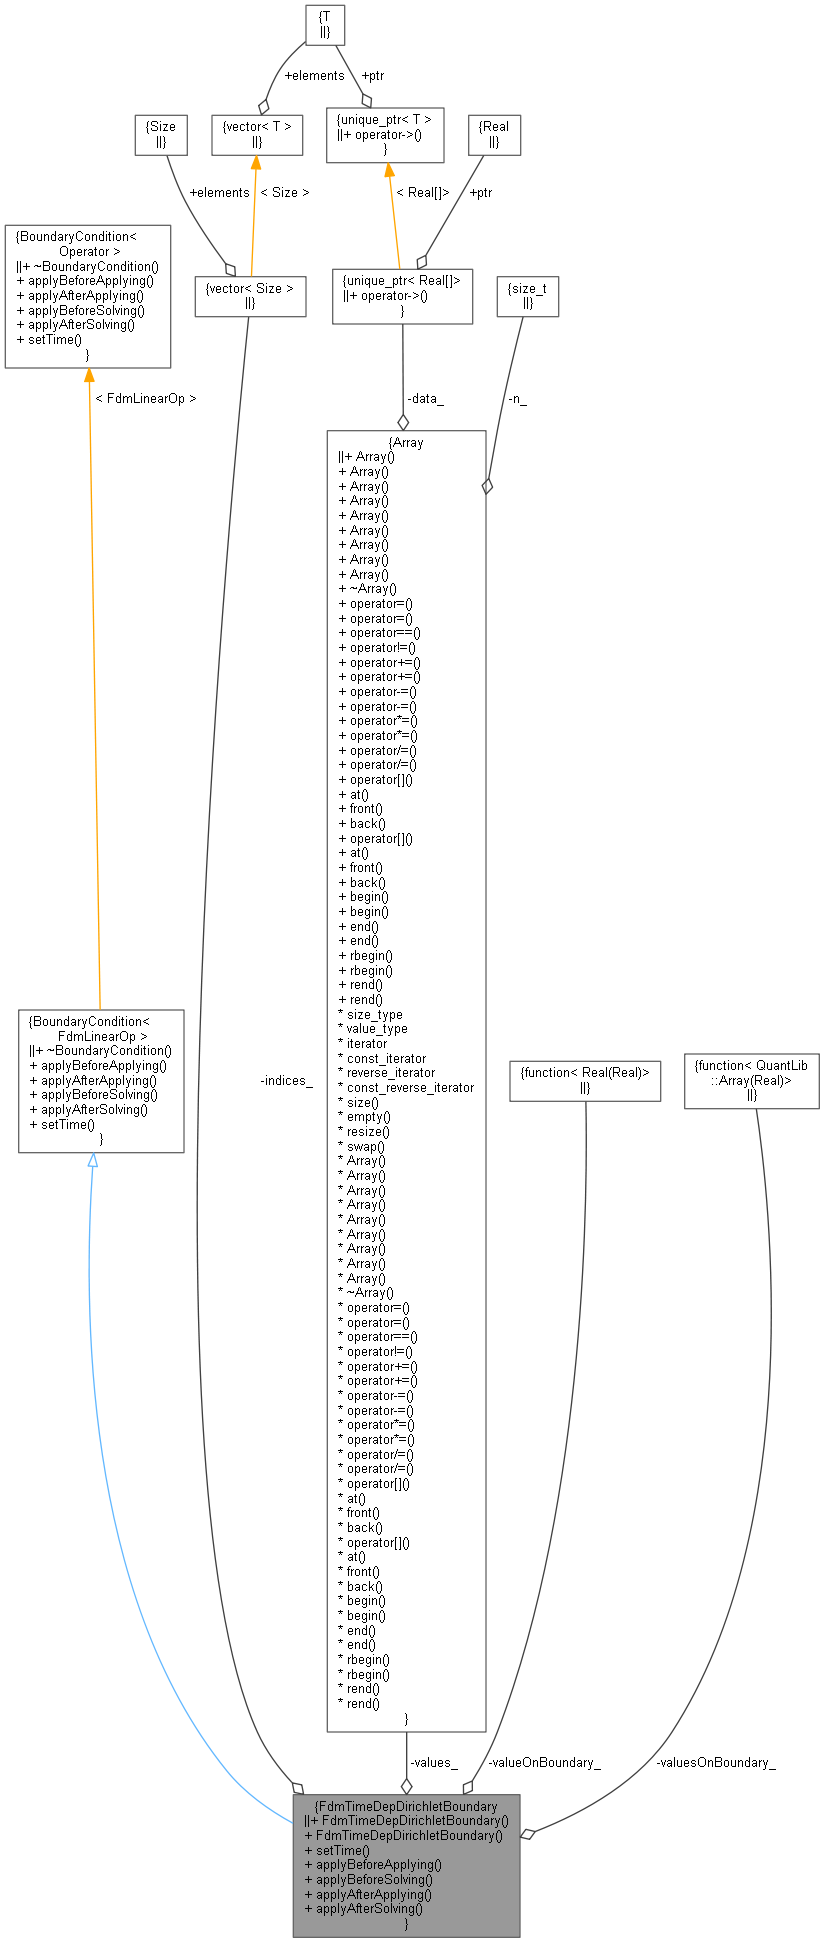 {T
||}
+elements
+ptr
{Size
||}
{vector< T >
||}
{unique_ptr< T >
||+ operator->()
}
{Real
||}
+elements
< Size >
< Real[]>
+ptr
{BoundaryCondition<
Operator >
||+ ~BoundaryCondition()
+ applyBeforeApplying()
+ applyAfterApplying()
+ applyBeforeSolving()
+ applyAfterSolving()
+ setTime()
}
{vector< Size >
||}
{unique_ptr< Real[]>
||+ operator->()
}
{size_t
||}
< FdmLinearOp >
-data_
-n_
{Array
||+ Array()
+ Array()
+ Array()
+ Array()
+ Array()
+ Array()
+ Array()
+ Array()
+ Array()
+ ~Array()
+ operator=()
+ operator=()
+ operator==()
+ operator!=()
+ operator+=()
+ operator+=()
+ operator-=()
+ operator-=()
+ operator*=()
+ operator*=()
+ operator/=()
+ operator/=()
+ operator[]()
+ at()
+ front()
+ back()
+ operator[]()
+ at()
+ front()
+ back()
+ begin()
+ begin()
+ end()
+ end()
+ rbegin()
+ rbegin()
+ rend()
+ rend()
* size_type
* value_type
* iterator
* const_iterator
* reverse_iterator
* const_reverse_iterator
* size()
* empty()
* resize()
* swap()
* Array()
* Array()
* Array()
* Array()
* Array()
* Array()
* Array()
* Array()
* Array()
* ~Array()
* operator=()
* operator=()
* operator==()
* operator!=()
* operator+=()
* operator+=()
* operator-=()
* operator-=()
* operator*=()
* operator*=()
* operator/=()
* operator/=()
* operator[]()
* at()
* front()
* back()
* operator[]()
* at()
* front()
* back()
* begin()
* begin()
* end()
* end()
* rbegin()
* rbegin()
* rend()
* rend()
}
{BoundaryCondition<
FdmLinearOp >
||+ ~BoundaryCondition()
+ applyBeforeApplying()
+ applyAfterApplying()
+ applyBeforeSolving()
+ applyAfterSolving()
+ setTime()
}
-indices_
{function< Real(Real)>
||}
{function< QuantLib
::Array(Real)>
||}
-values_
-valueOnBoundary_
-valuesOnBoundary_
{FdmTimeDepDirichletBoundary
||+ FdmTimeDepDirichletBoundary()
+ FdmTimeDepDirichletBoundary()
+ setTime()
+ applyBeforeApplying()
+ applyBeforeSolving()
+ applyAfterApplying()
+ applyAfterSolving()
}